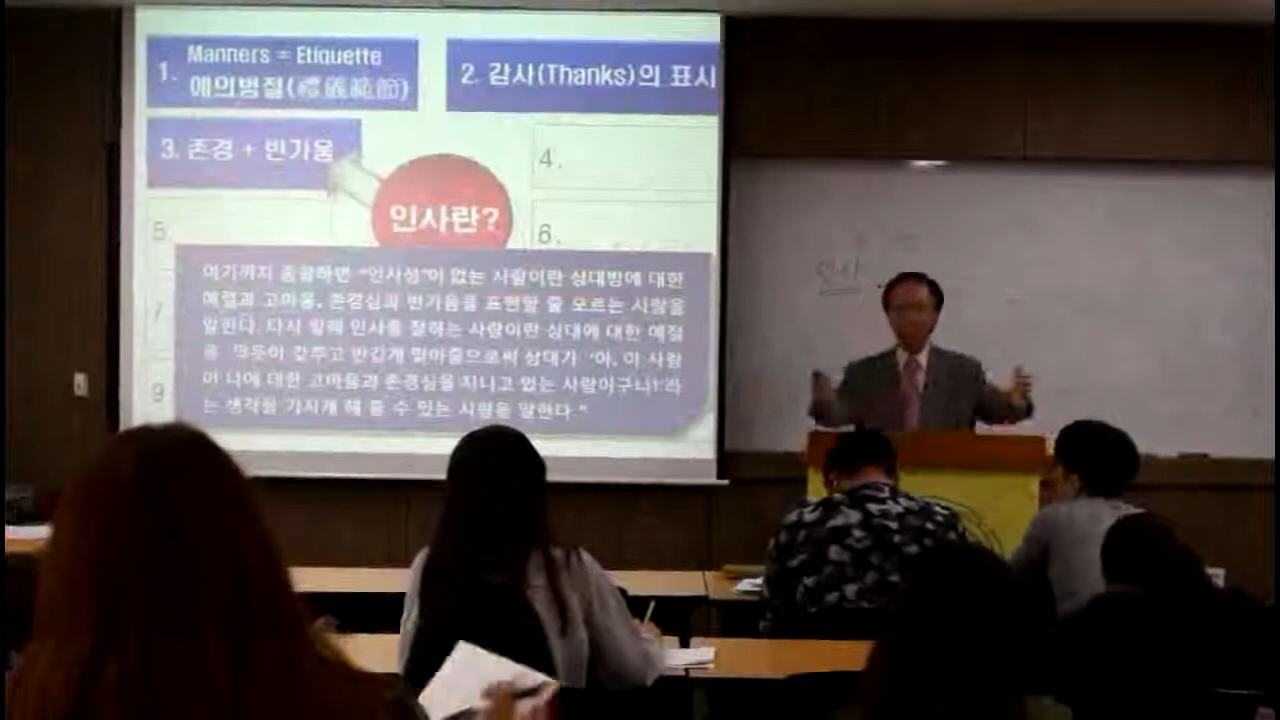 1. Manners = Etiquette
예의범절(禮儀範節)
2. 감사(Thanks)의 표시
3. 존경 + 반가움
4.
인사란?
5.
6.
여기까지 종합하면 "인사성"이 없는 사람이란 상대방에 대한
예절과 고마움, 존경심과 반가움을 표현할 줄 모르는 사람을
말한다. 다시 말해 인사를 잘하는 사람이란 상대에 대한 예절
을 깍듯이 갖추고 반갑게 맞아줌으로써 상대가 "아, 이 사람
이 나에 대한 고마움과 존경심을 지니고 있는 사람이구나!"라
는 생각을 가지게 해 줄 수 있는 사람을 말한다."
7
9
인사